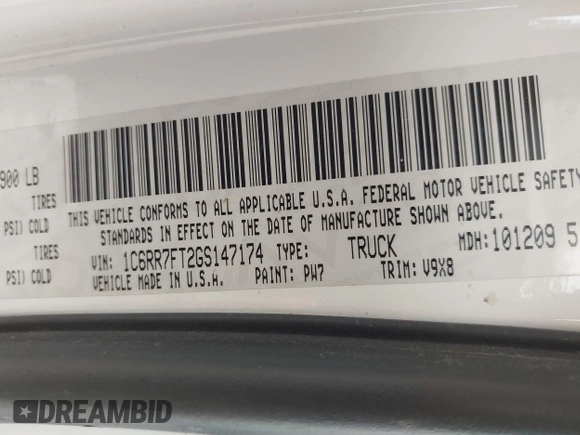 900 LB
TIRES
PSI) COLD
TIRES
PSI) COLD
THIS VEHICLE CONFORMS TO ALL APPLICABLE U.S.A. FEDERAL MOTOR VEHICLE SAFETY
STANDARDS IN EFFECT ON THE DATE OF MANUFACTURE SHOWN ABOVE.
VIN: 1C6RR7FT2GS147174 TYPE: TRUCK MDH: 101209 5
VEHICLE MADE IN U.S.A. PAINT: PW7 TRIM: V9X8
DREAMBID